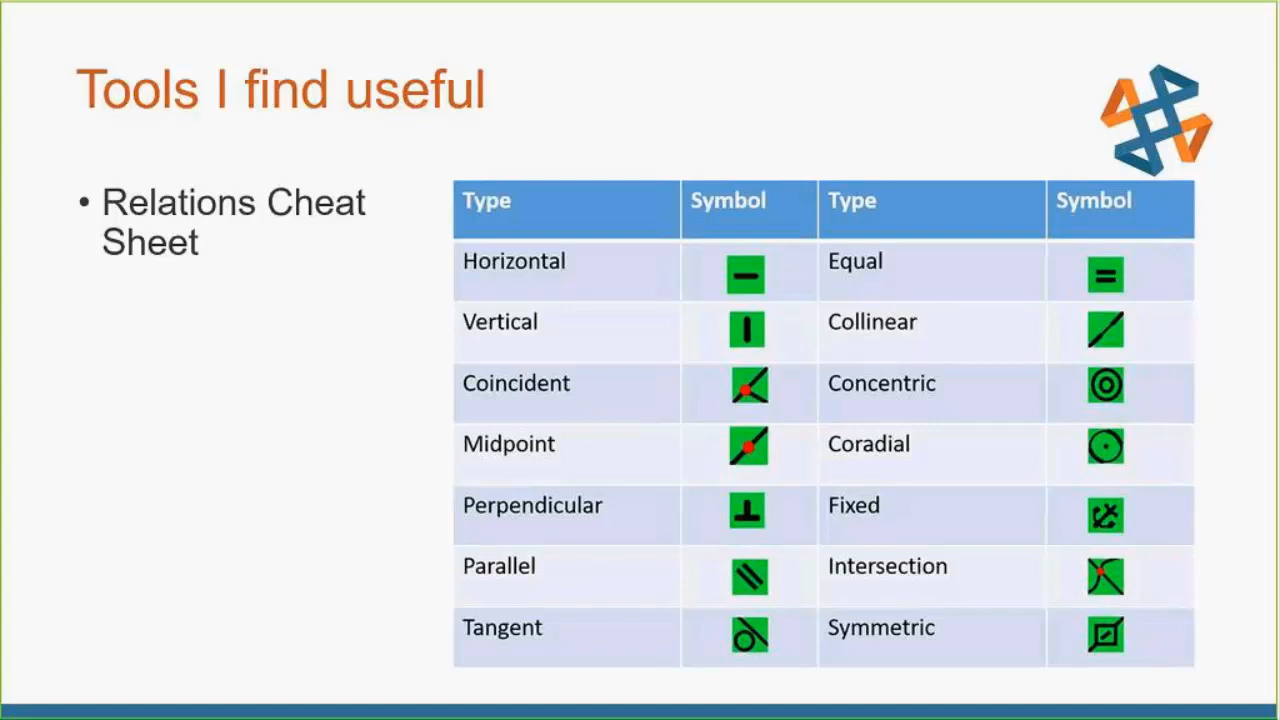 Tools I find useful
• Relations Cheat
Sheet
Type Symbol Type Symbol
Horizontal Equal
Vertical Collinear
Coincident Concentric
Midpoint Coradial
Perpendicular Fixed
Parallel Intersection
Tangent Symmetric